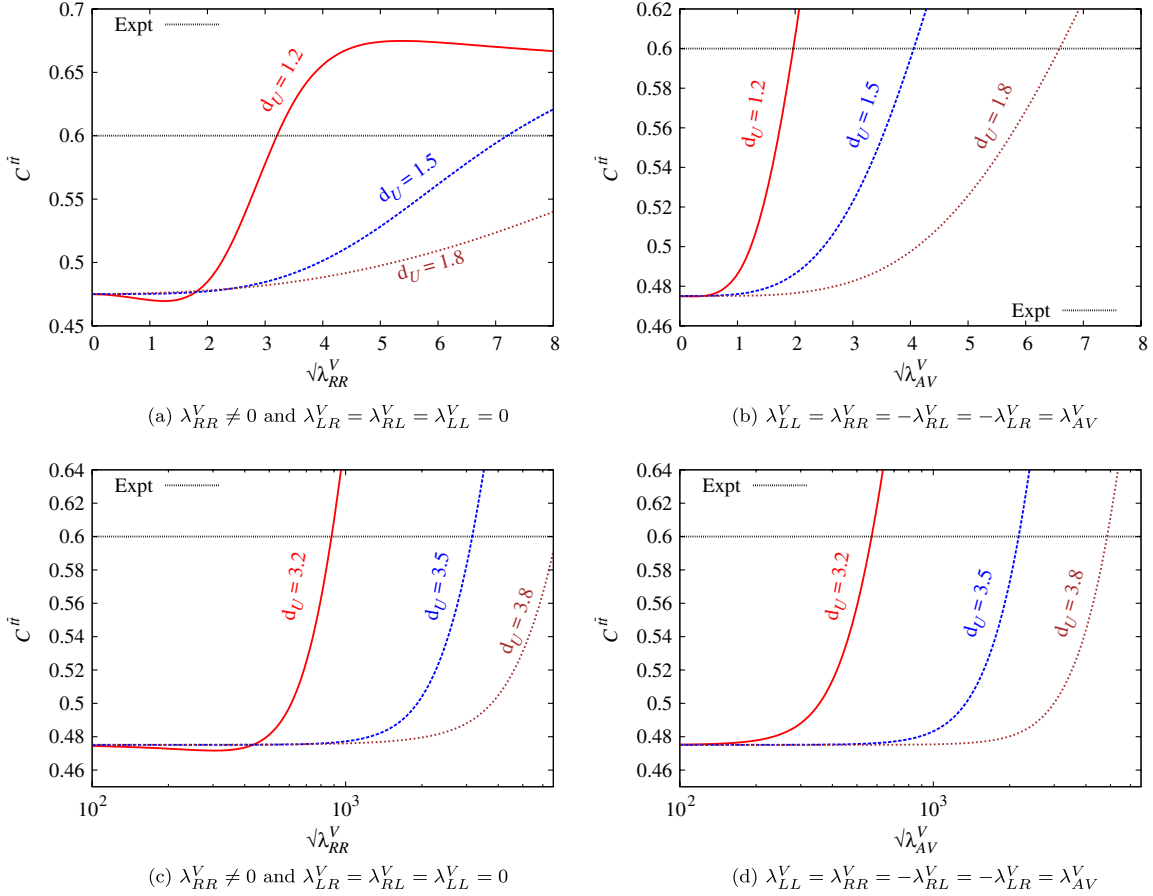 0.7
0.65
0.6
0.55
0.5
0.45
C^{tt̄}
Expt
d_U = 1.2
d_U = 1.5
d_U = 1.8
0 1 2 3 4 5 6 7 8
√λ^V_{RR}
(a) λ^V_{RR} ≠ 0 and λ^V_{LR} = λ^V_{RL} = λ^V_{LL} = 0
0.62
0.6
0.58
0.56
0.54
0.52
0.5
0.48
0.46
C^{tt̄}
d_U = 1.2
d_U = 1.5
d_U = 1.8
Expt
0 1 2 3 4 5 6 7 8
√λ^V_{AV}
(b) λ^V_{LL} = λ^V_{RR} = −λ^V_{RL} = −λ^V_{LR} = λ^V_{AV}
0.64
0.62
0.6
0.58
0.56
0.54
0.52
0.5
0.48
0.46
C^{tt̄}
Expt
d_U = 3.2
d_U = 3.5
d_U = 3.8
10^2 10^3
√λ^V_{RR}
(c) λ^V_{RR} ≠ 0 and λ^V_{LR} = λ^V_{RL} = λ^V_{LL} = 0
0.64
0.62
0.6
0.58
0.56
0.54
0.52
0.5
0.48
0.46
C^{tt̄}
Expt
d_U = 3.2
d_U = 3.5
d_U = 3.8
10^2 10^3
√λ^V_{AV}
(d) λ^V_{LL} = λ^V_{RR} = −λ^V_{RL} = −λ^V_{LR} = λ^V_{AV}